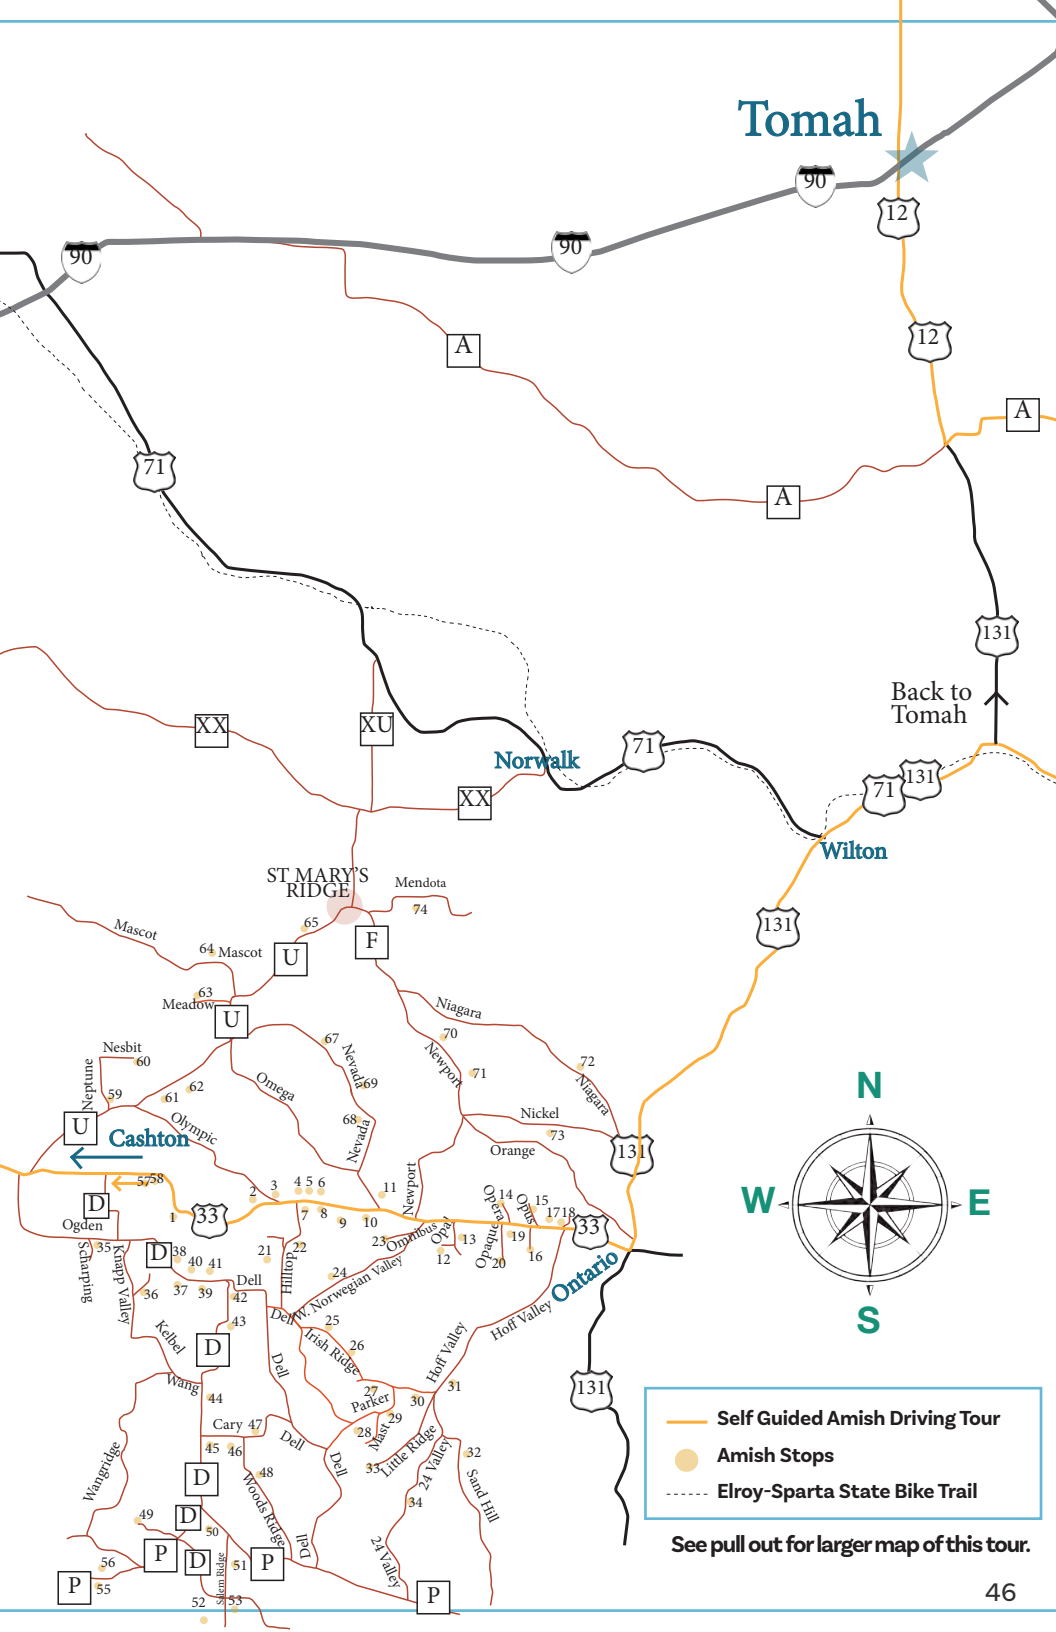 Tomah
90
12
90
90
12
A
A
71
A
131
Back to
Tomah
XX
XU
71
Norwalk
131
71
XX
Wilton
ST MARY'S
RIDGE
Mendota
74
65
131
Mascot
64
Mascot
U
F
63
Meadow
U
Niagara
67
70
Nesbit
60
Newport
Nevada
72
71
69
Neptune
59
62
61
Omega
Niagara
N
Olympic
68
Nickel
73
U
Cashton
Nevada
Orange
131
57
58
Newport
D
2
3
4
5
6
11
Opera
14
Opus
15
17
18
W
E
Ogden
1
33
7
8
9
10
Omnibus
Opal
13
Opaque
19
33
35
Scharping
Knapp Valley
D
38
40
41
21
22
23
12
20
16
Ontario
Hilltop
24
W. Norwegian Valley
36
37
39
Dell
42
43
Dell
25
Hoff Valley
S
Kelbel
D
Irish Ridge
26
Hoff Valley
Dell
Wang
44
27
Parker
30
31
131
Self Guided Amish Driving Tour
Cary
47
29
28
Mast
Dell
45
46
33
Little Ridge
24 Valley
32
Amish Stops
Wangridge
D
48
Woods Ridge
Dell
Sand Hill
Elroy-Sparta State Bike Trail
34
49
D
50
Dell
24 Valley
See pull out for larger map of this tour.
P
D
51
P
56
55
P
Salem Ridge
P
52
53
46